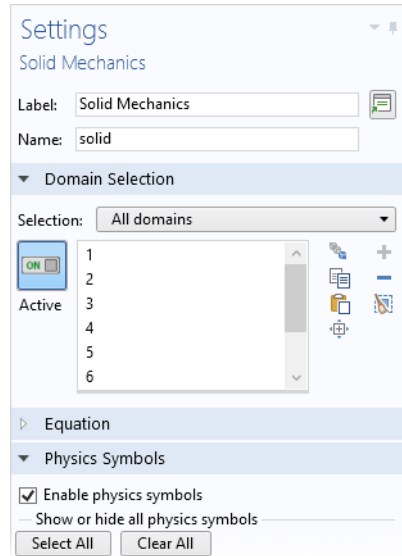 Settings
Solid Mechanics
Label: Solid Mechanics
Name: solid
Domain Selection
Selection: All domains
ON
Active
1
2
3
4
5
6
Equation
Physics Symbols
Enable physics symbols
Show or hide all physics symbols
Select All Clear All